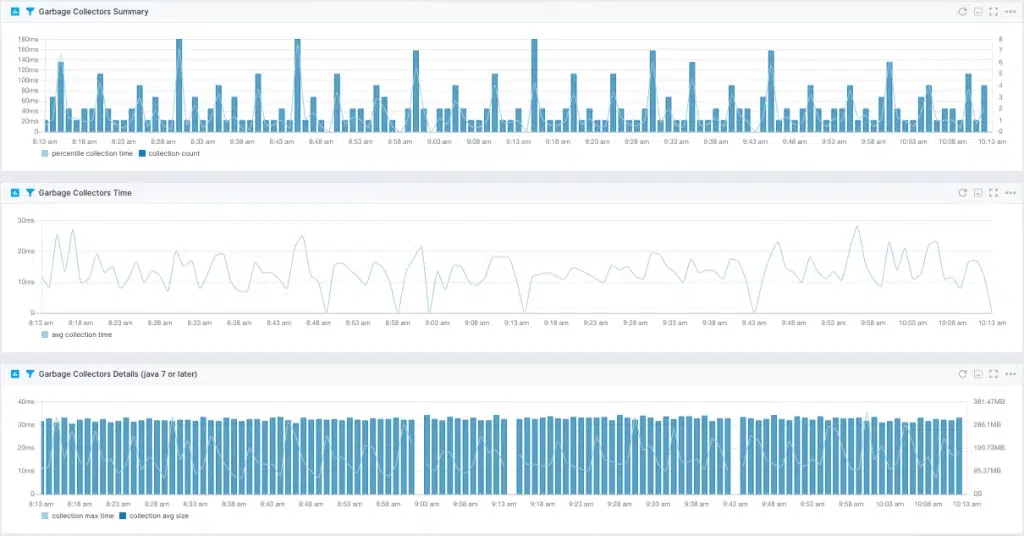 Garbage Collectors Summary
180ms 8
160ms 7
140ms 6
120ms 5
100ms
80ms 4
60ms 3
40ms 2
20ms 1
0 0
8:13 am 8:18 am 8:23 am 8:28 am 8:33 am 8:38 am 8:43 am 8:48 am 8:53 am 8:58 am 9:03 am 9:08 am 9:13 am 9:18 am 9:23 am 9:28 am 9:33 am 9:38 am 9:43 am 9:48 am 9:53 am 9:58 am 10:03 am 10:08 am 10:13 am
percentile collection time collection count
Garbage Collectors Time
30ms
20ms
10ms
0
8:13 am 8:18 am 8:23 am 8:28 am 8:33 am 8:38 am 8:43 am 8:48 am 8:53 am 8:58 am 9:03 am 9:08 am 9:13 am 9:18 am 9:23 am 9:28 am 9:33 am 9:38 am 9:43 am 9:48 am 9:53 am 9:58 am 10:03 am 10:08 am 10:13 am
avg collection time
Garbage Collectors Details (java 7 or later)
40ms 381.47MB
30ms 286.1MB
20ms 190.73MB
10ms 95.37MB
0 0B
8:13 am 8:18 am 8:23 am 8:28 am 8:33 am 8:38 am 8:43 am 8:48 am 8:53 am 8:58 am 9:03 am 9:08 am 9:13 am 9:18 am 9:23 am 9:28 am 9:33 am 9:38 am 9:43 am 9:48 am 9:53 am 9:58 am 10:03 am 10:08 am 10:13 am
collection max time collection avg size